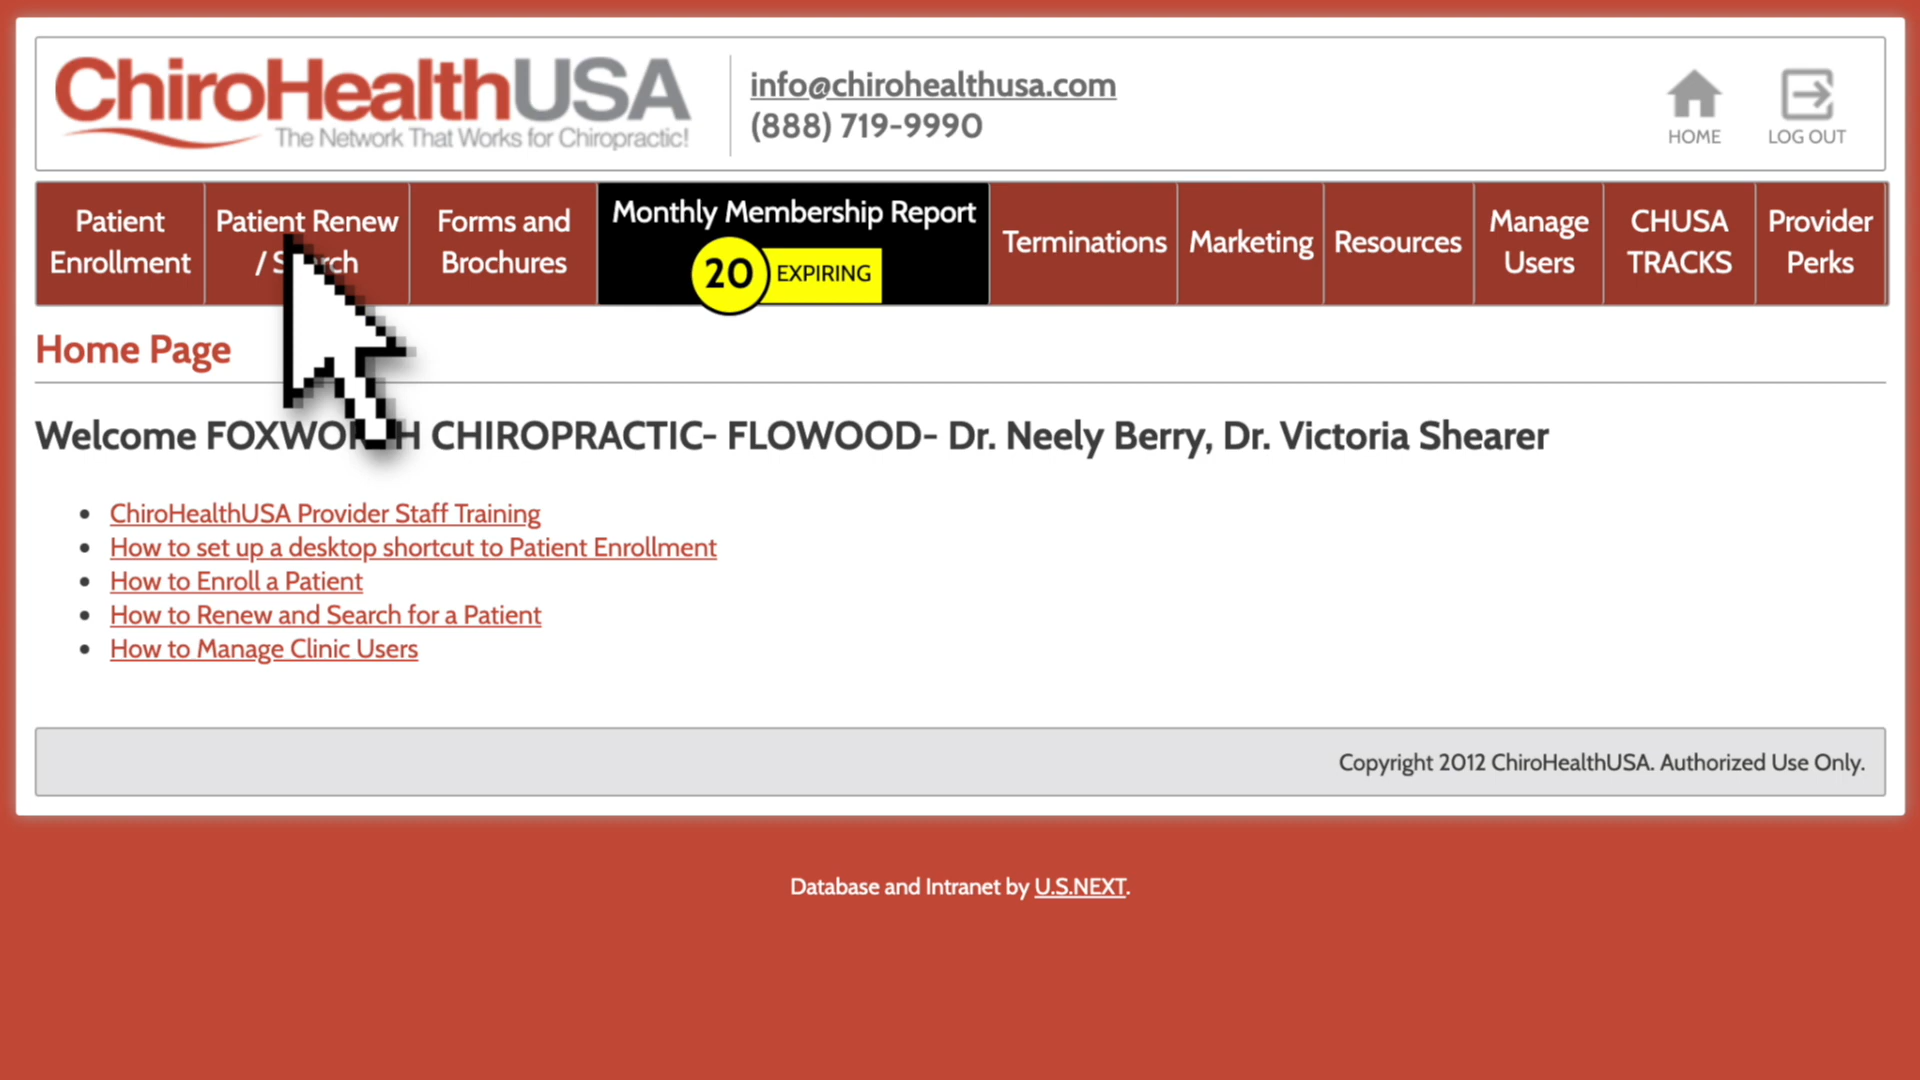 ChiroHealthUSA
The Network That Works for Chiropractic!
info@chirohealthusa.com
(888) 719-9990
HOME
LOG OUT
Patient Enrollment
Patient Renew /
Forms and Brochures
Monthly Membership Report
20 EXPIRING
Terminations
Marketing
Resources
Manage Users
CHUSA TRACKS
Provider Perks
Home Page
Welcome CHIROPRACTIC- FLOWOOD- Dr. Neely Berry, Dr. Victoria Shearer
ChiroHealthUSA Provider Staff Training
How to set up a desktop shortcut to Patient Enrollment
How to Enroll a Patient
How to Renew and Search for a Patient
How to Manage Clinic Users
Copyright 2012 ChiroHealthUSA. Authorized Use Only.
Database and Intranet by U.S.NEXT.